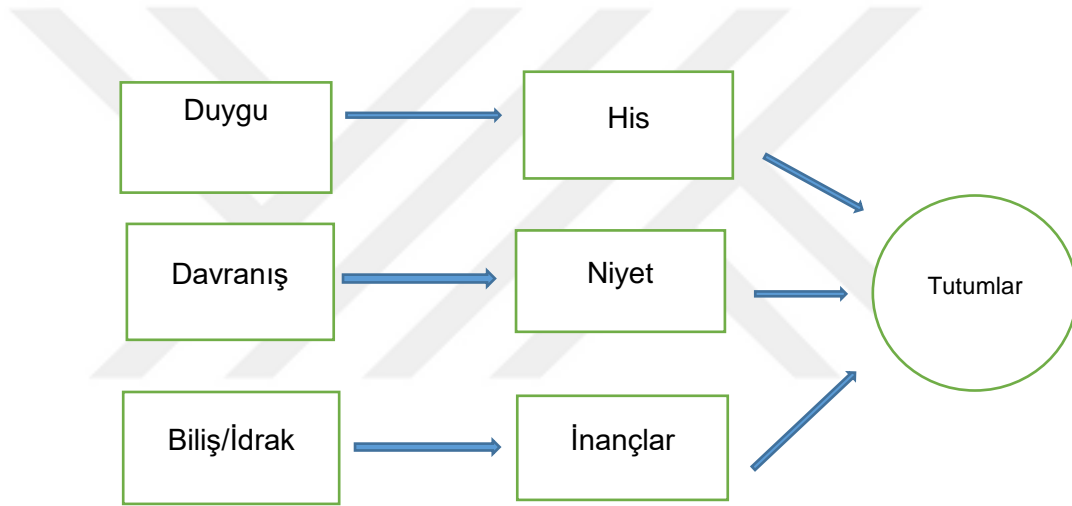 Duygu
His
Davranış
Niyet
Tutumlar
Biliş/İdrak
İnançlar